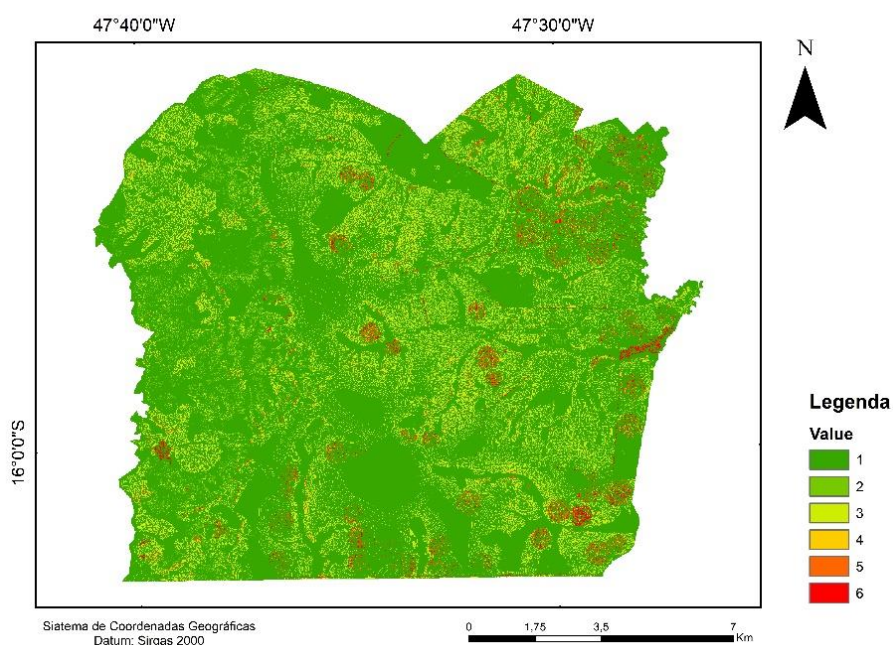 47°40'0"W 47°30'0"W
N
16°0'0"S
Legenda
Value
1
2
3
4
5
6
Siatema de Coordenadas Geográficas
Datum: Sirgas 2000
0 1,75 3,5 7
Km